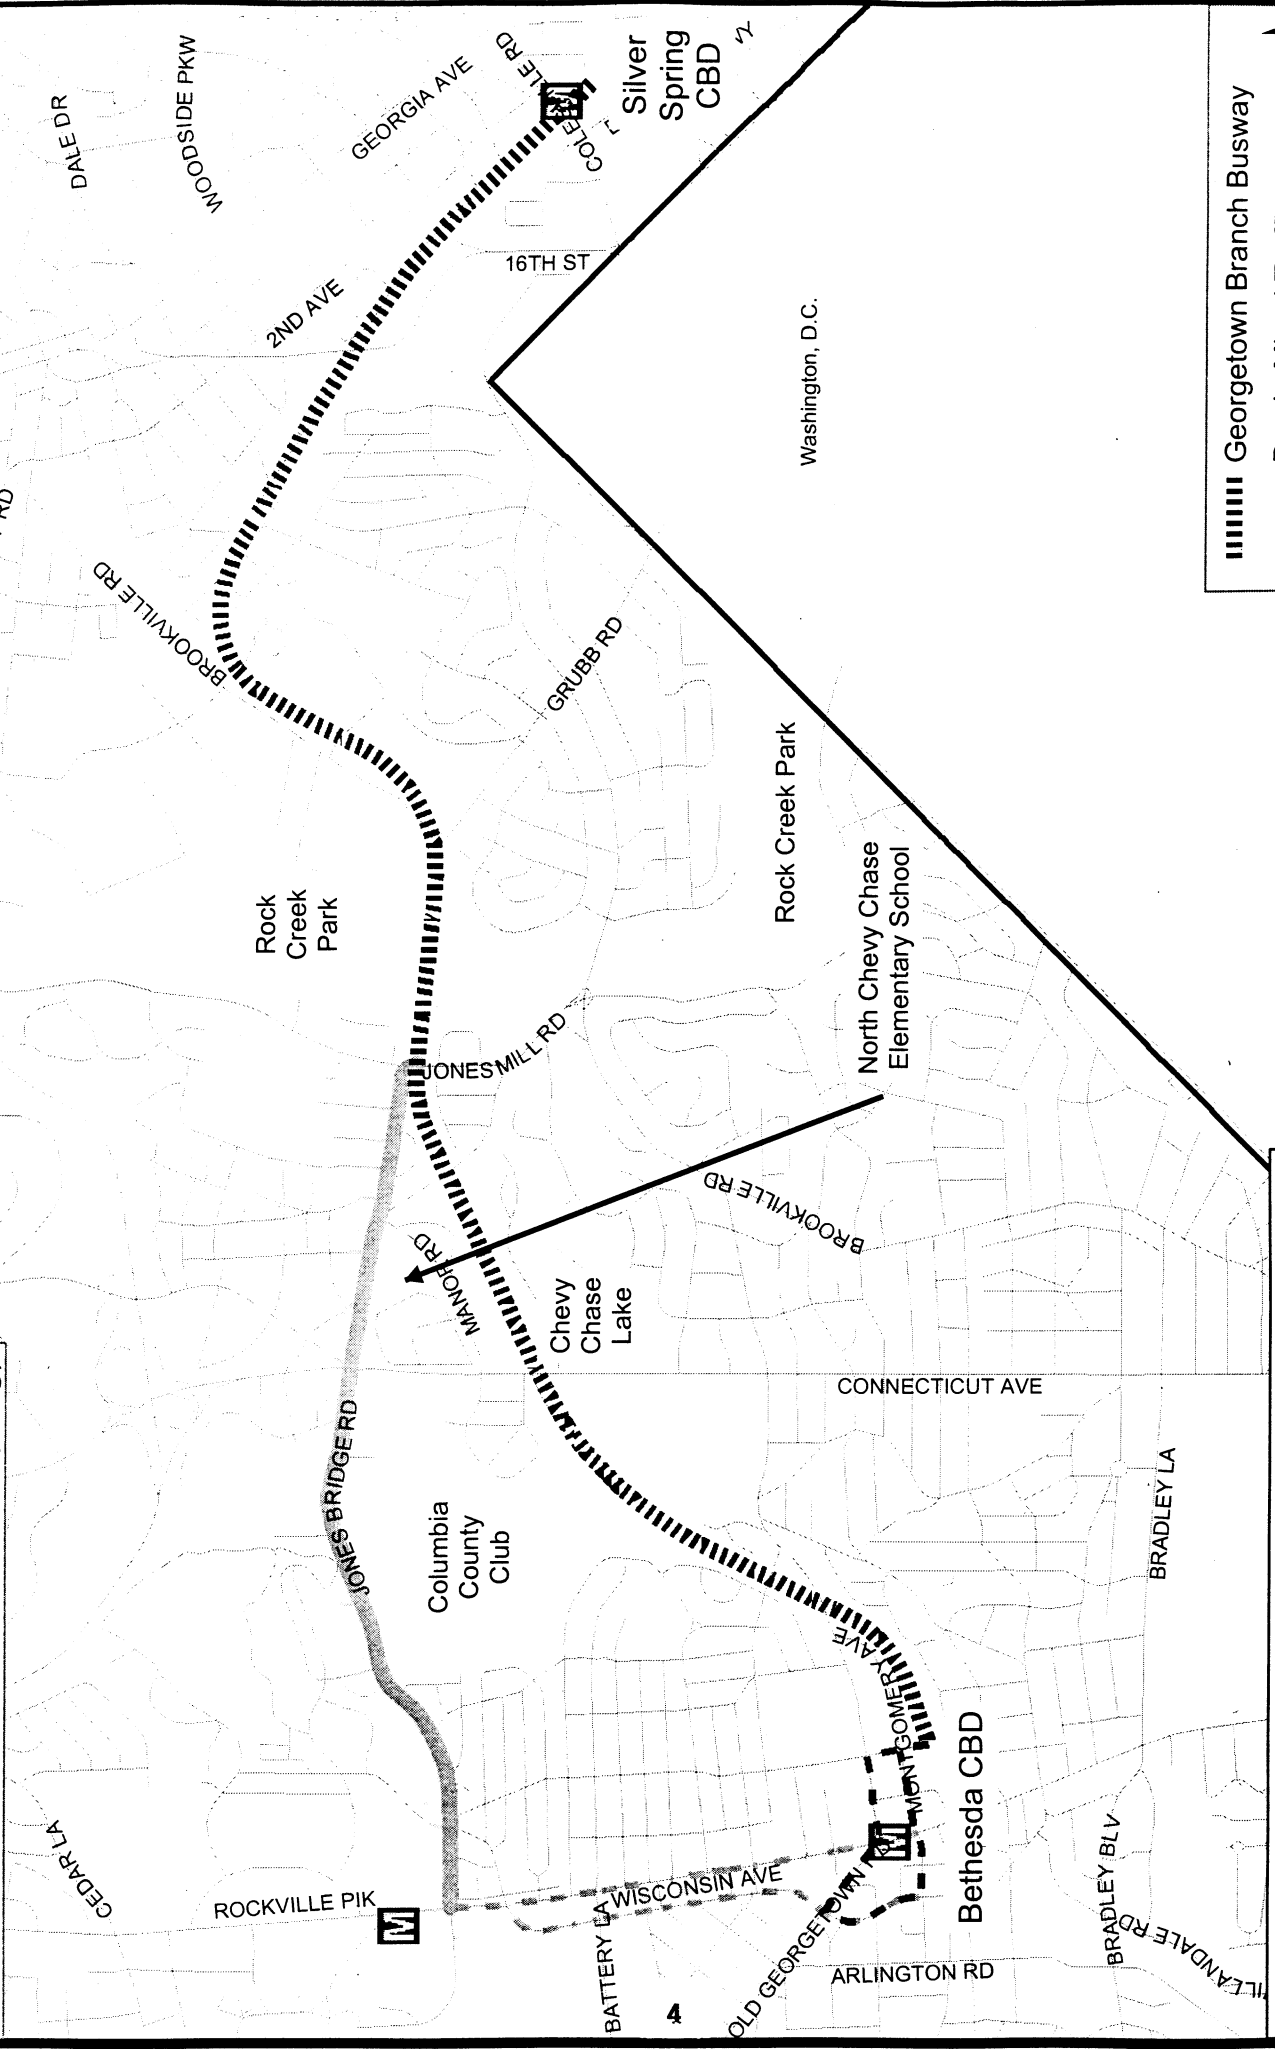 DALE DR
WOODSIDE PKW
GEORGIA AVE
Silver
Spring
CBD
16TH ST
2ND AVE
Washington, D.C.
Georgetown Branch Busway
RD
BROOKVILLE RD
GRUBB RD
Rock Creek Park
Rock
Creek
Park
North Chevy Chase
Elementary School
JONES MILL RD
BROOKVILLE RD
MANOR RD
Chevy
Chase
Lake
CONNECTICUT AVE
JONES BRIDGE RD
Columbia
County
Club
BRADLEY LA
MONTGOMERY AVE
M
Bethesda CBD
CEDAR LA
ROCKVILLE PIK
M
WISCONSIN AVE
BATTERY LA
OLD GEORGETOWN
ARLINGTON RD
BRADLEY BLV
4